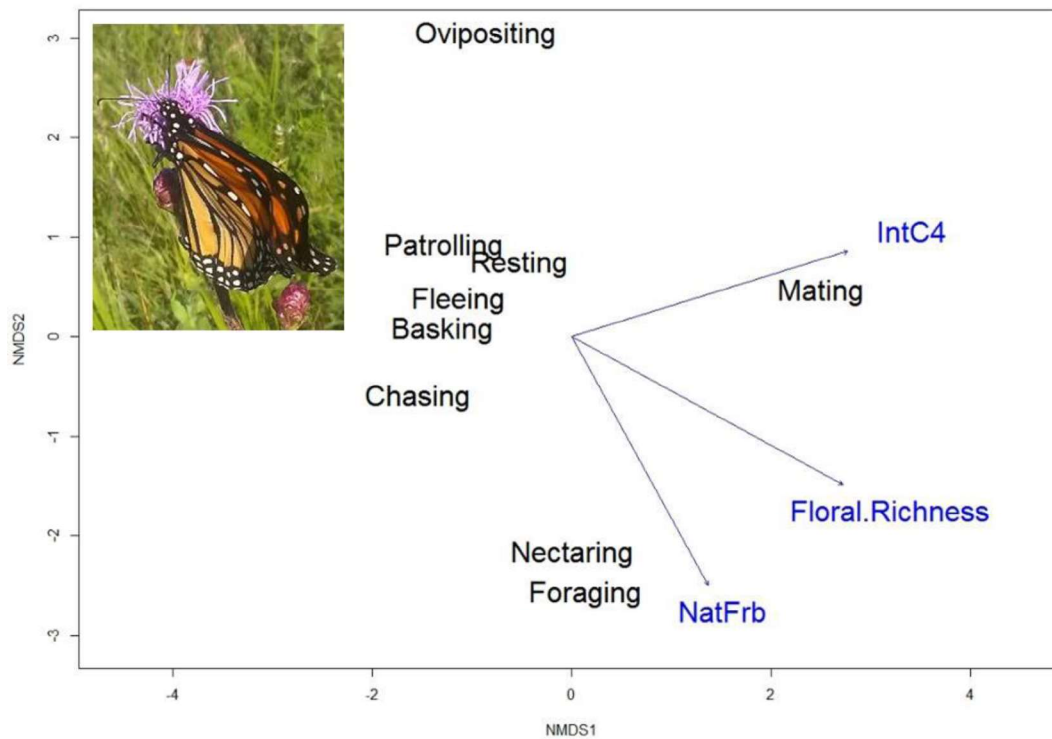 Ovipositing
Patrolling
Resting
Fleeing
Basking
Chasing
IntC4
Mating
Floral.Richness
Nectaring
Foraging
NatFrb
NMDS2
3
2
1
0
-1
-2
-3
-4
-2
0
2
4
NMDS1